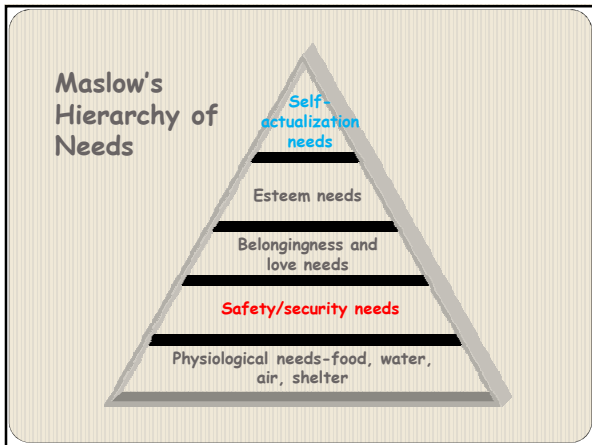 Maslow's
Hierarchy of
Needs
Self-
actualization
needs
Esteem needs
Belongingness and
love needs
Safety/security needs
Physiological needs-food, water,
air, shelter